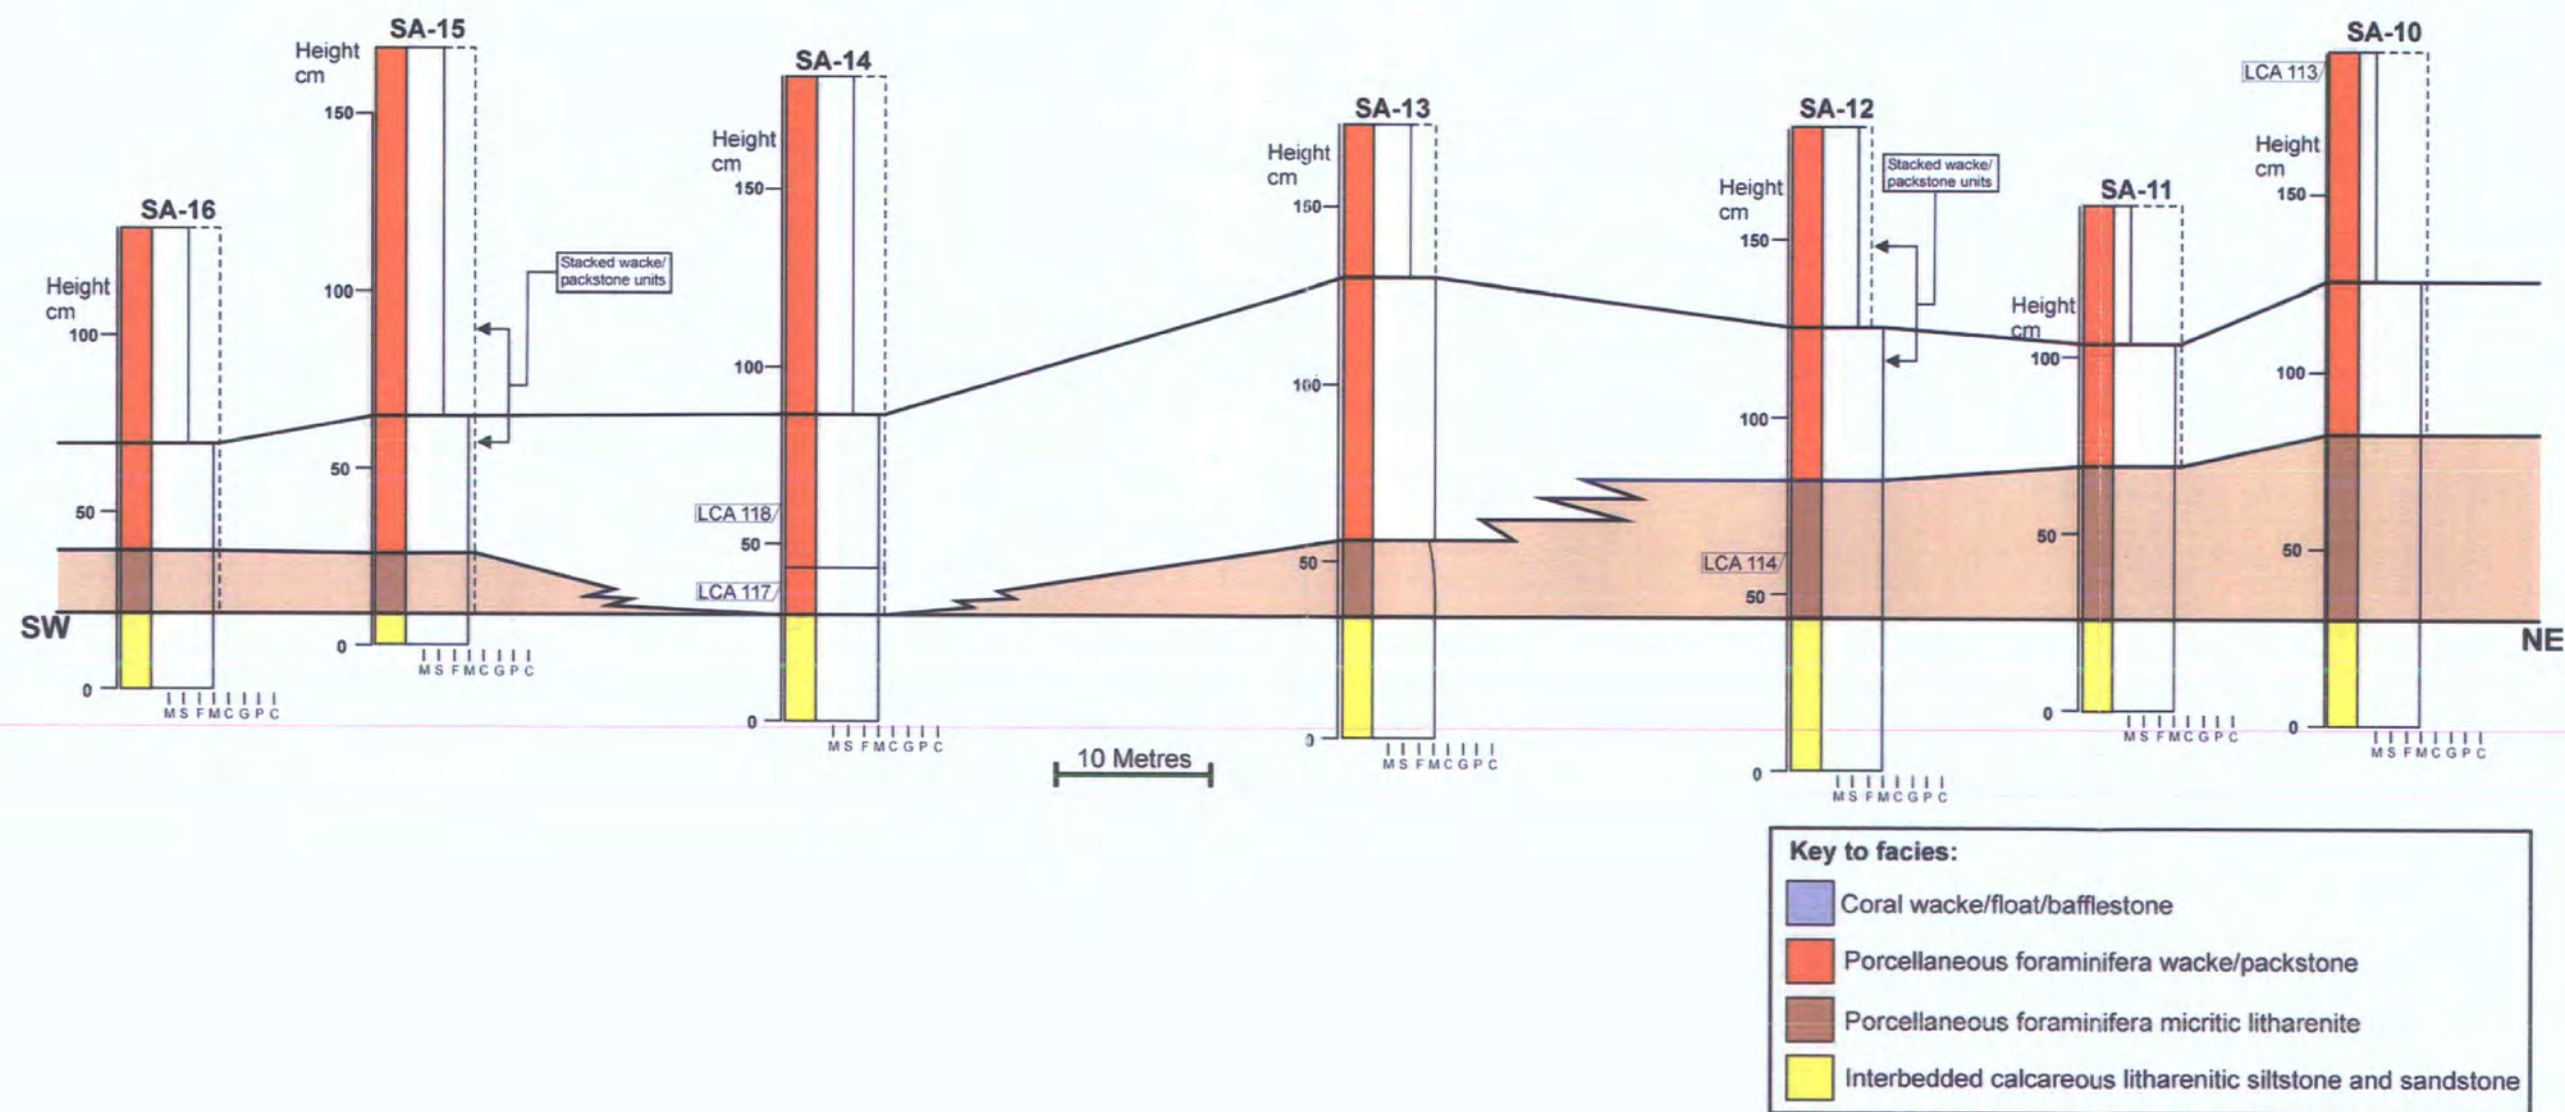 SA-16
Height
cm
100
50
0
M S F M C G P C
SA-15
Height
cm
150
100
50
0
M S F M C G P C
Stacked wacke/
packstone units
SA-14
Height
cm
150
100
LCA 118
50
LCA 117
0
M S F M C G P C
SA-13
Height
cm
150
100
50
0
M S F M C G P C
SA-12
Height
cm
150
100
LCA 114
50
0
M S F M C G P C
Stacked wacke/
packstone units
SA-11
Height
cm
100
50
0
M S F M C G P C
SA-10
LCA 113
Height
cm
150
100
50
0
M S F M C G P C
SW
NE
10 Metres
Key to facies:
Coral wacke/float/bafflestone
Porcellaneous foraminifera wacke/packstone
Porcellaneous foraminifera micritic litharenite
Interbedded calcareous litharenitic siltstone and sandstone